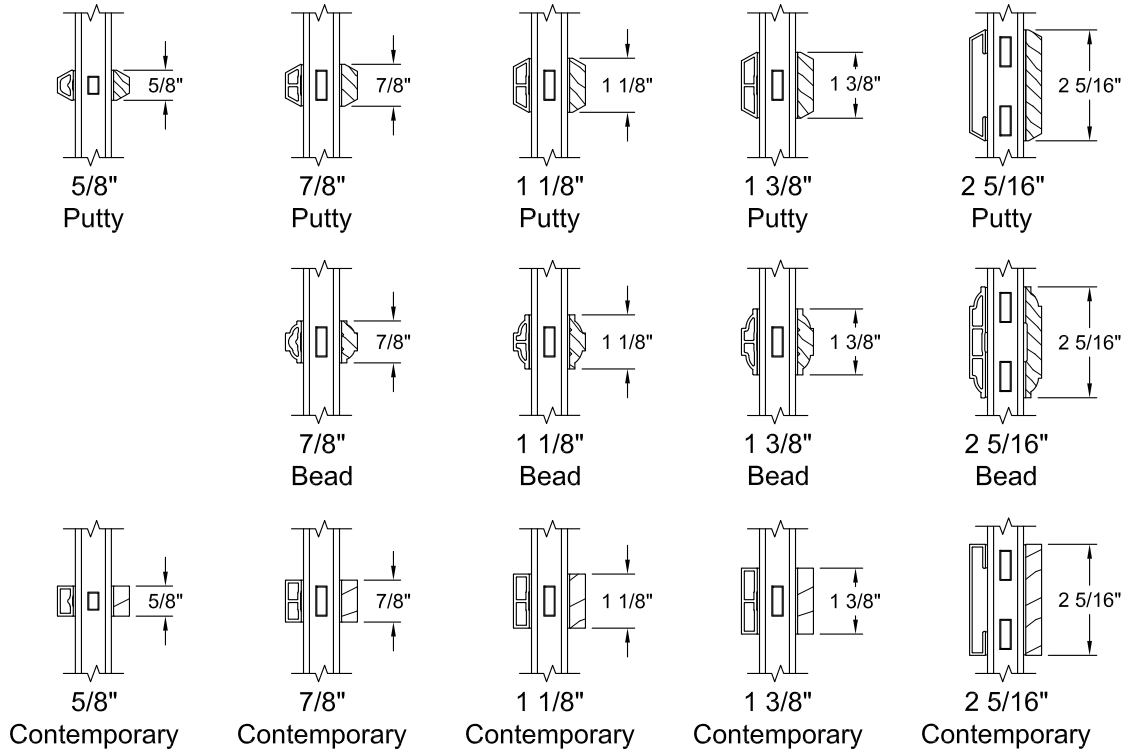 5/8"
7/8"
1 1/8"
1 3/8"
2 5/16"
5/8"
Putty
7/8"
Putty
1 1/8"
Putty
1 3/8"
Putty
2 5/16"
Putty
7/8"
1 1/8"
1 3/8"
2 5/16"
7/8"
Bead
1 1/8"
Bead
1 3/8"
Bead
2 5/16"
Bead
5/8"
7/8"
1 1/8"
1 3/8"
2 5/16"
5/8"
Contemporary
7/8"
Contemporary
1 1/8"
Contemporary
1 3/8"
Contemporary
2 5/16"
Contemporary